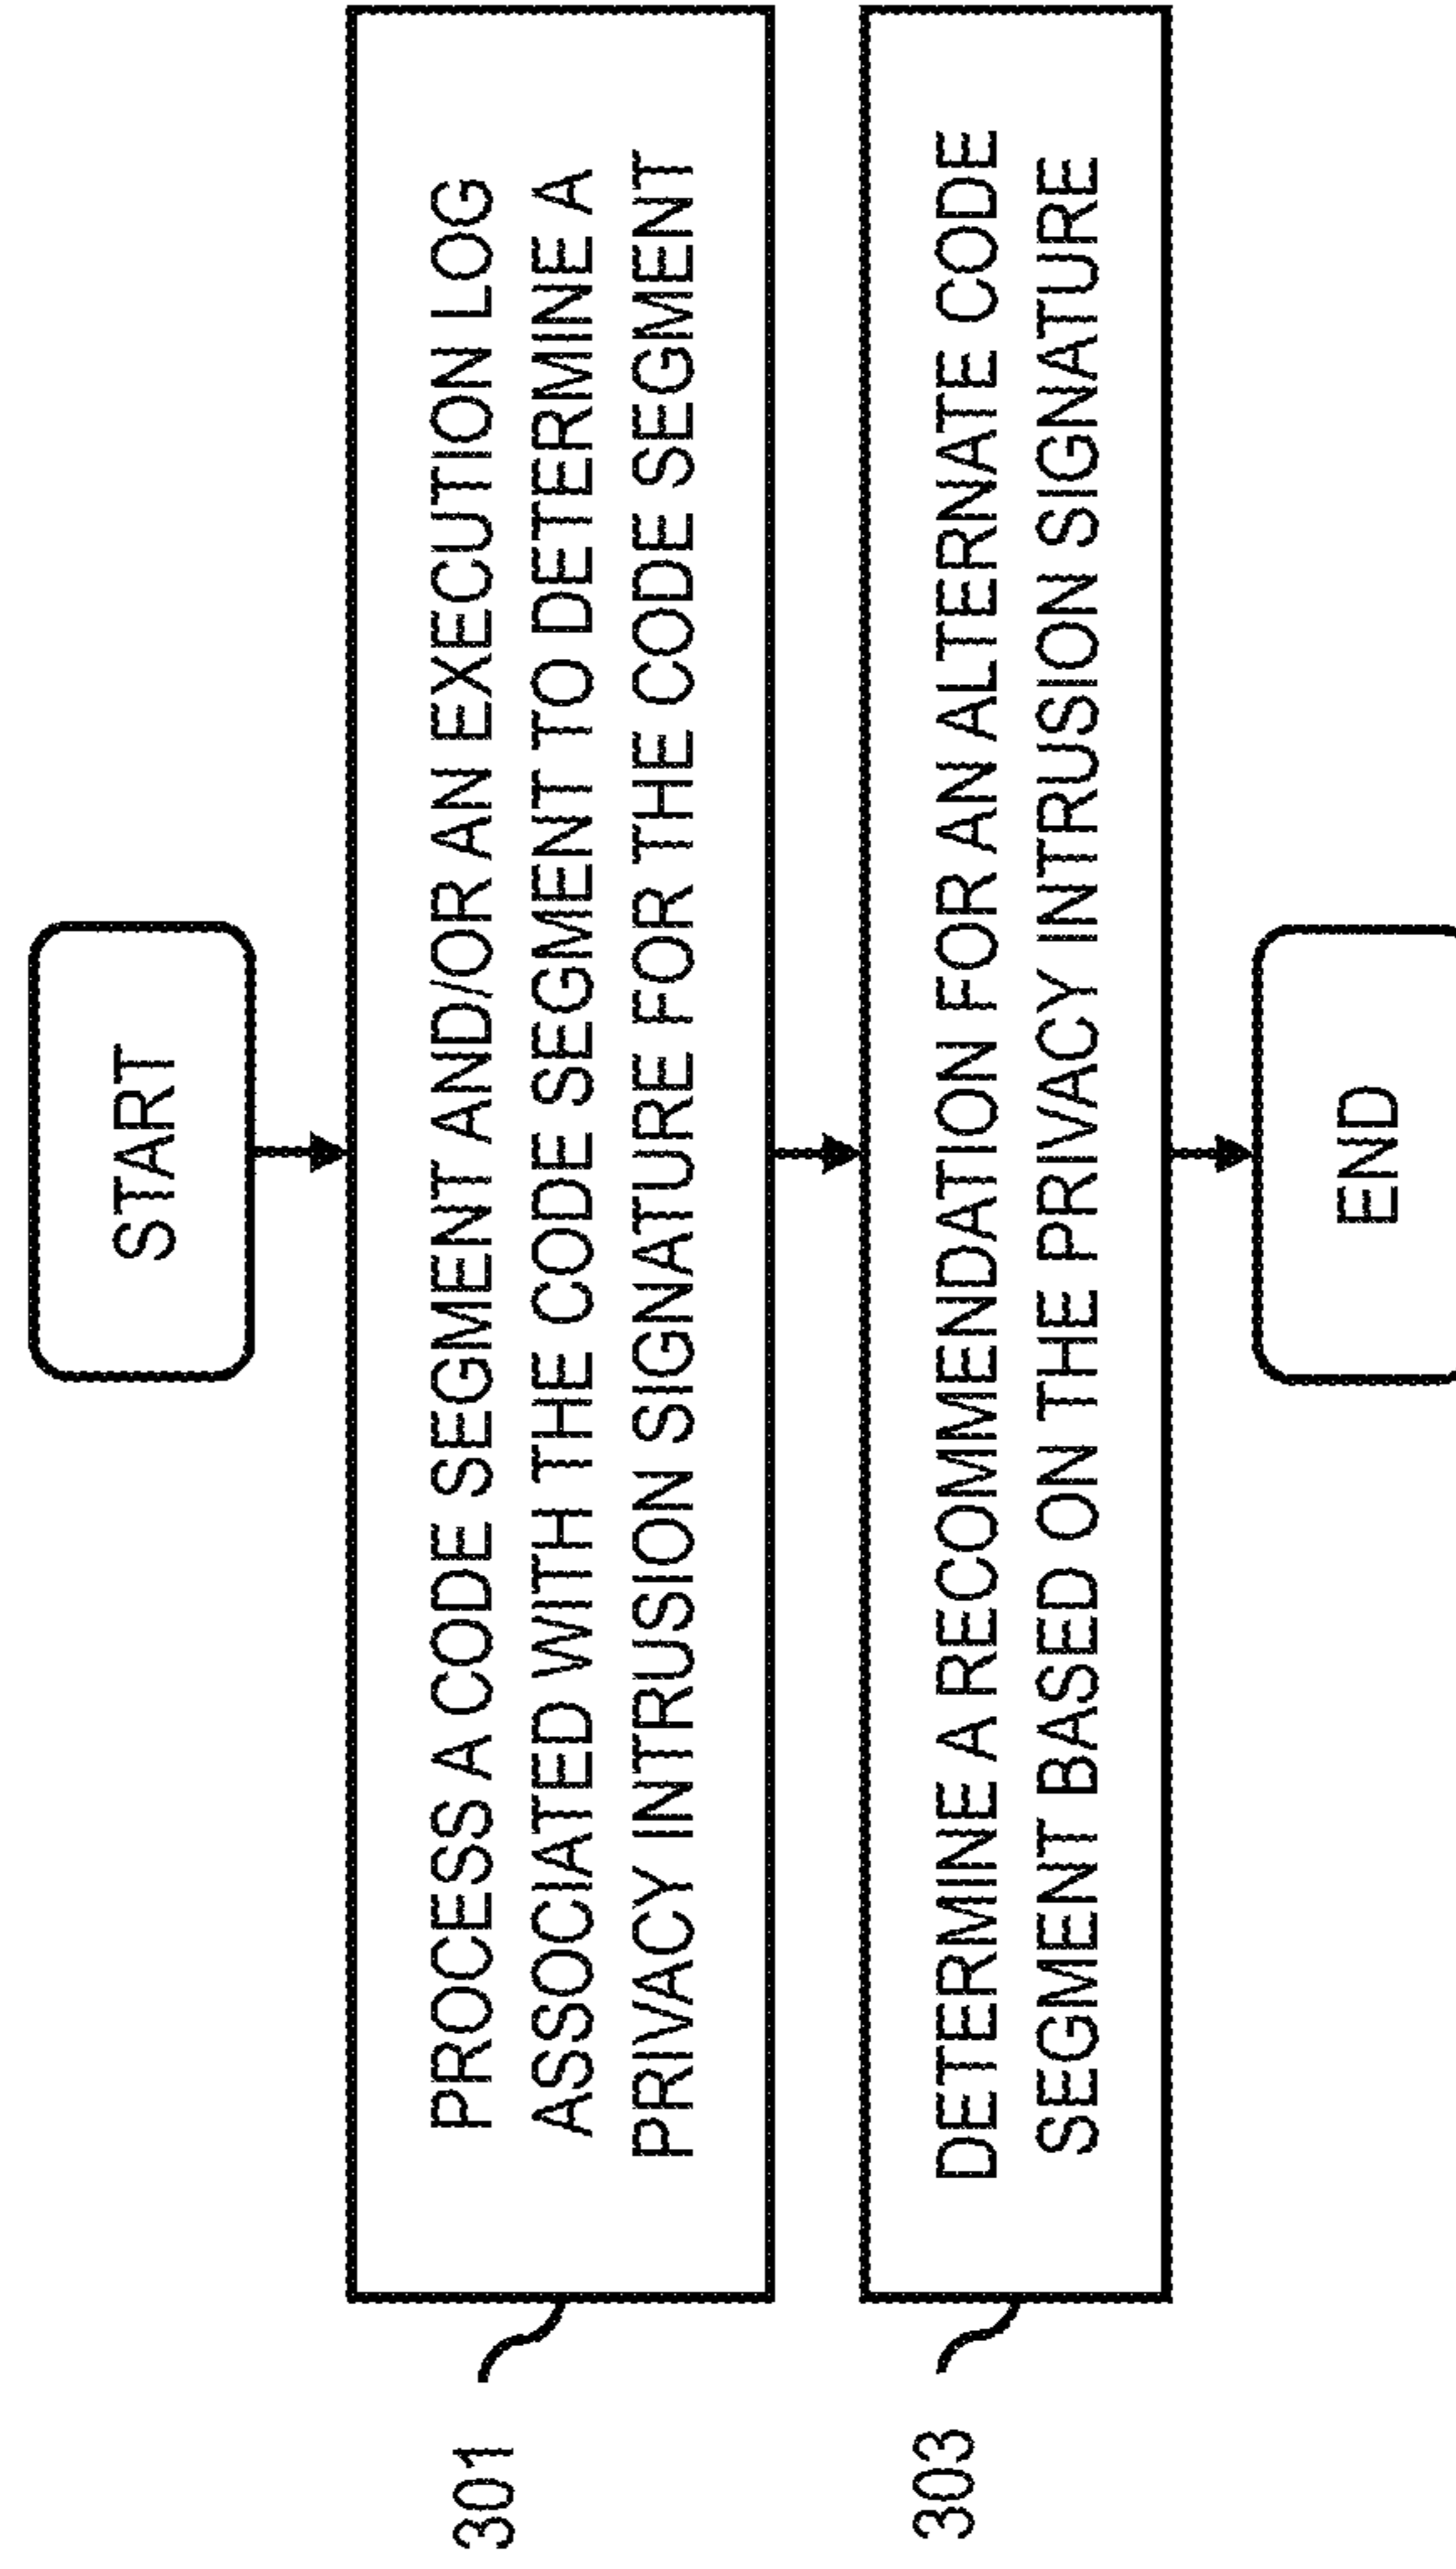 START
301
PROCESS A CODE SEGMENT AND/OR AN EXECUTION LOG
ASSOCIATED WITH THE CODE SEGMENT TO DETERMINE A
PRIVACY INTRUSION SIGNATURE FOR THE CODE SEGMENT
303
DETERMINE A RECOMMENDATION FOR AN ALTERNATE CODE
SEGMENT BASED ON THE PRIVACY INTRUSION SIGNATURE
END